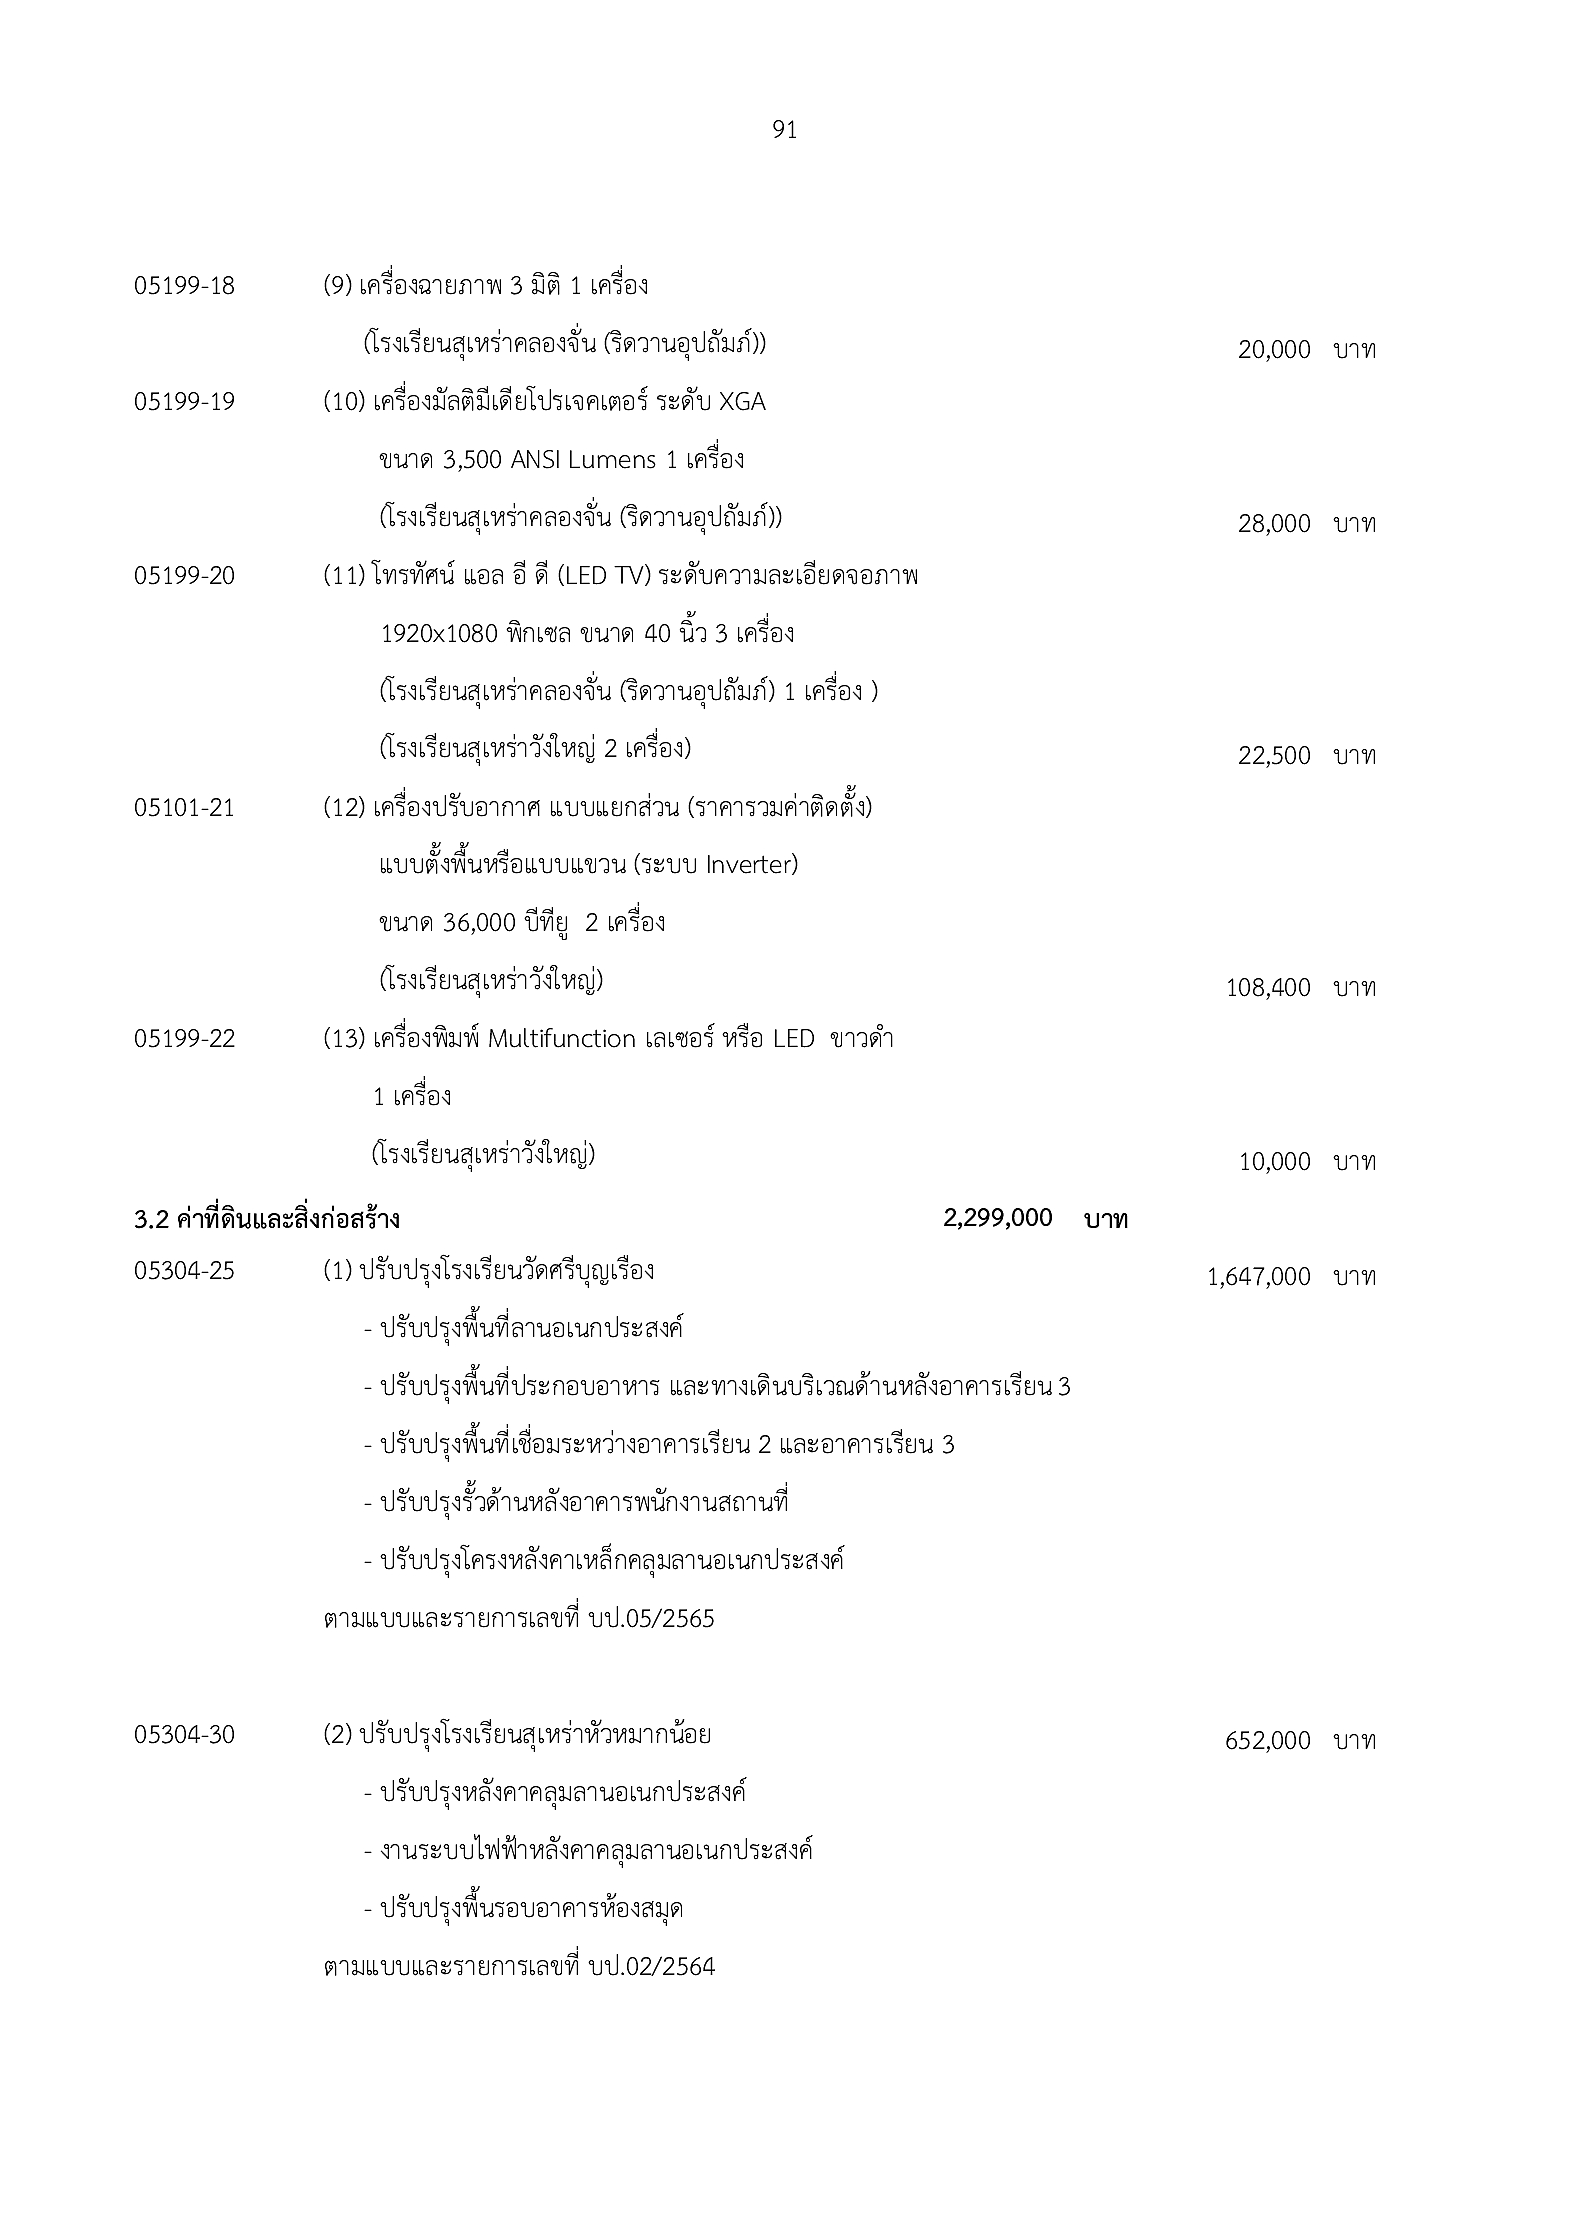 91
05199-18 (9) เครื่องฉายภาพ 3 มิติ 1 เครื่อง
(โรงเรียนสุเหร่าคลองจั่น (ริดวานอุปถัมภ์)) 20,000 บาท
05199-19 (10) เครื่องมัลติมีเดียโปรเจคเตอร์ ระดับ XGA
ขนาด 3,500 ANSI Lumens 1 เครื่อง
(โรงเรียนสุเหร่าคลองจั่น (ริดวานอุปถัมภ์)) 28,000 บาท
05199-20 (11) โทรทัศน์ แอล อี ดี (LED TV) ระดับความละเอียดจอภาพ
1920x1080 พิกเซล ขนาด 40 นิ้ว 3 เครื่อง
(โรงเรียนสุเหร่าคลองจั่น (ริดวานอุปถัมภ์) 1 เครื่อง )
(โรงเรียนสุเหร่าวังใหญ่ 2 เครื่อง) 22,500 บาท
05101-21 (12) เครื่องปรับอากาศ แบบแยกส่วน (ราคารวมค่าติดตั้ง)
แบบตั้งพื้นหรือแบบแขวน (ระบบ Inverter)
ขนาด 36,000 บีทียู 2 เครื่อง
(โรงเรียนสุเหร่าวังใหญ่) 108,400 บาท
05199-22 (13) เครื่องพิมพ์ Multifunction เลเซอร์ หรือ LED ขาวดำ
1 เครื่อง
(โรงเรียนสุเหร่าวังใหญ่) 10,000 บาท
3.2 ค่าที่ดินและสิ่งก่อสร้าง 2,299,000 บาท
05304-25 (1) ปรับปรุงโรงเรียนวัดศรีบุญเรือง 1,647,000 บาท
- ปรับปรุงพื้นที่ลานอเนกประสงค์
- ปรับปรุงพื้นที่ประกอบอาหาร และทางเดินบริเวณด้านหลังอาคารเรียน 3
- ปรับปรุงพื้นที่เชื่อมระหว่างอาคารเรียน 2 และอาคารเรียน 3
- ปรับปรุงรั้วด้านหลังอาคารพนักงานสถานที่
- ปรับปรุงโครงหลังคาเหล็กคลุมลานอเนกประสงค์
ตามแบบและรายการเลขที่ บป.05/2565
05304-30 (2) ปรับปรุงโรงเรียนสุเหร่าหัวหมากน้อย 652,000 บาท
- ปรับปรุงหลังคาคลุมลานอเนกประสงค์
- งานระบบไฟฟ้าหลังคาคลุมลานอเนกประสงค์
- ปรับปรุงพื้นรอบอาคารห้องสมุด
ตามแบบและรายการเลขที่ บป.02/2564